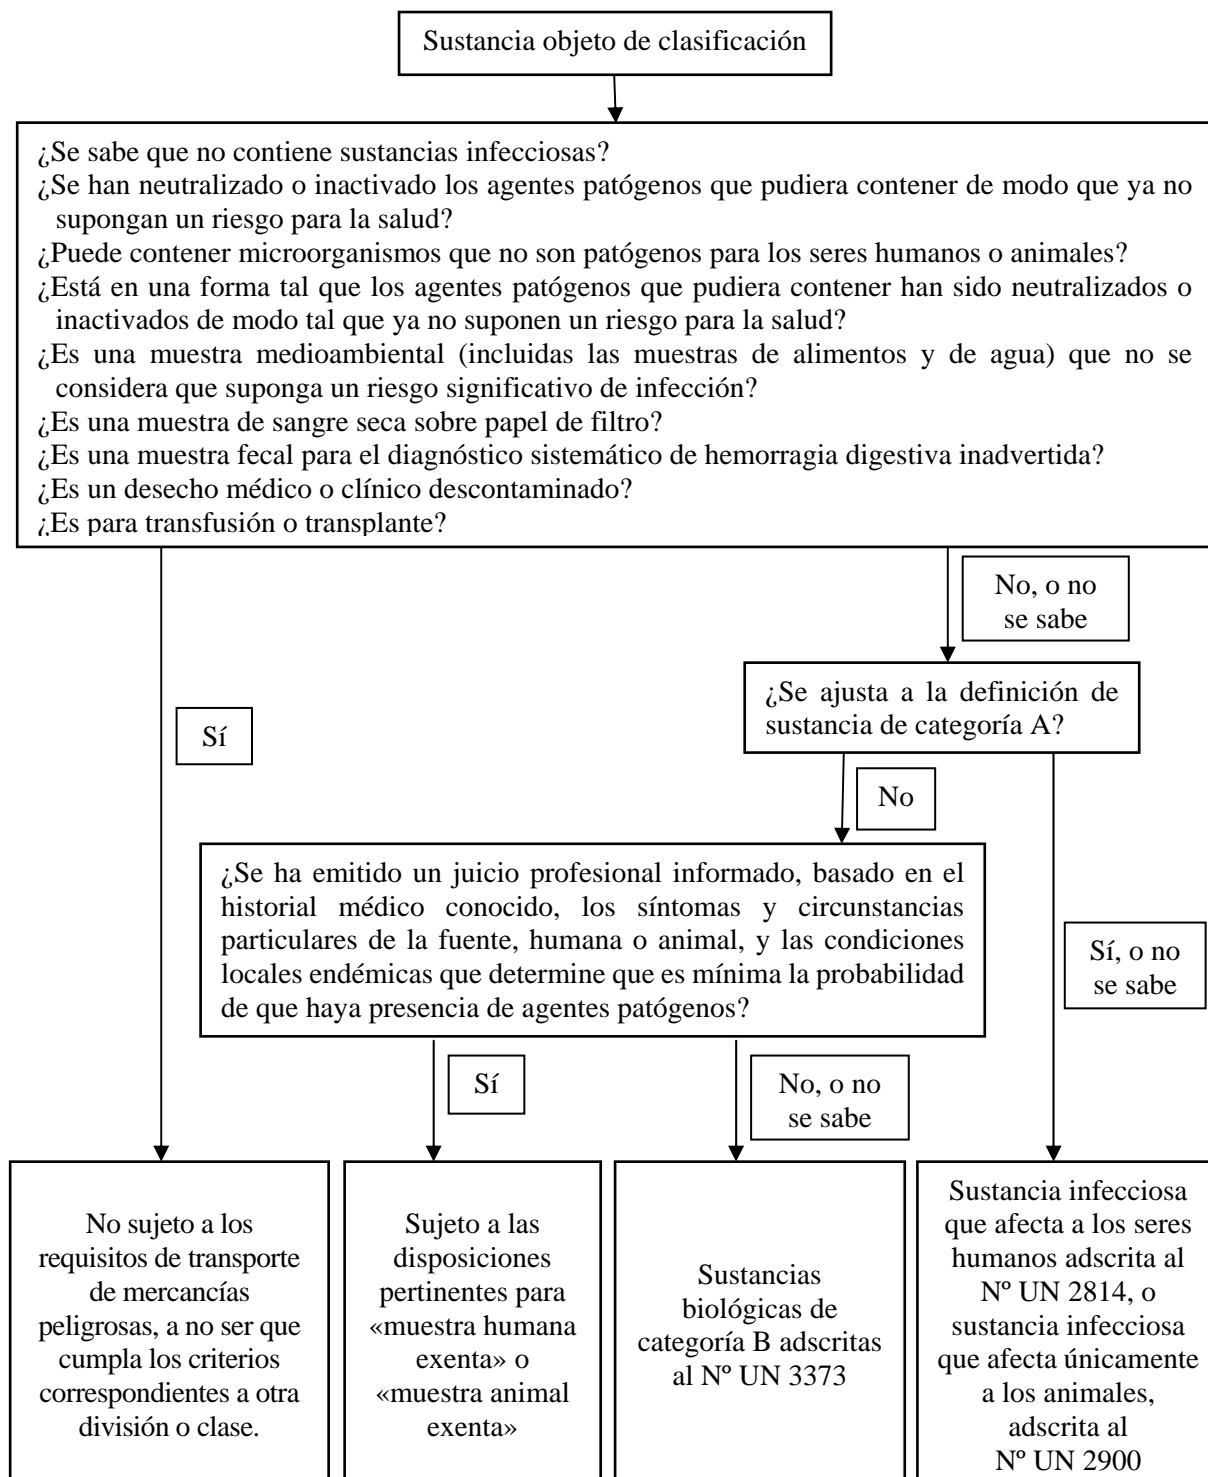 Sustancia objeto de clasificación
¿Se sabe que no contiene sustancias infecciosas?
¿Se han neutralizado o inactivado los agentes patógenos que pudiera contener de modo que ya no
supongan un riesgo para la salud?
¿Puede contener microorganismos que no son patógenos para los seres humanos o animales?
¿Está en una forma tal que los agentes patógenos que pudiera contener han sido neutralizados o
inactivados de modo tal que ya no suponen un riesgo para la salud?
¿Es una muestra medioambiental (incluidas las muestras de alimentos y de agua) que no se
considera que suponga un riesgo significativo de infección?
¿Es una muestra de sangre seca sobre papel de filtro?
¿Es una muestra fecal para el diagnóstico sistemático de hemorragia digestiva inadvertida?
¿Es un desecho médico o clínico descontaminado?
¿Es para transfusión o transplante?
No, o no
se sabe
¿Se ajusta a la definición de
sustancia de categoría A?
Sí
No
¿Se ha emitido un juicio profesional informado, basado en el
historial médico conocido, los síntomas y circunstancias
particulares de la fuente, humana o animal, y las condiciones
locales endémicas que determine que es mínima la probabilidad
de que haya presencia de agentes patógenos?
Sí, o no
se sabe
Sí
No, o no
se sabe
No sujeto a los
requisitos de transporte
de mercancías
peligrosas, a no ser que
cumpla los criterios
correspondientes a otra
división o clase.
Sujeto a las
disposiciones
pertinentes para
«muestra humana
exenta» o
«muestra animal
exenta»
Sustancias
biológicas de
categoría B adscritas
al Nº UN 3373
Sustancia infecciosa
que afecta a los seres
humanos adscrita al
Nº UN 2814, o
sustancia infecciosa
que afecta únicamente
a los animales,
adscrita al
Nº UN 2900